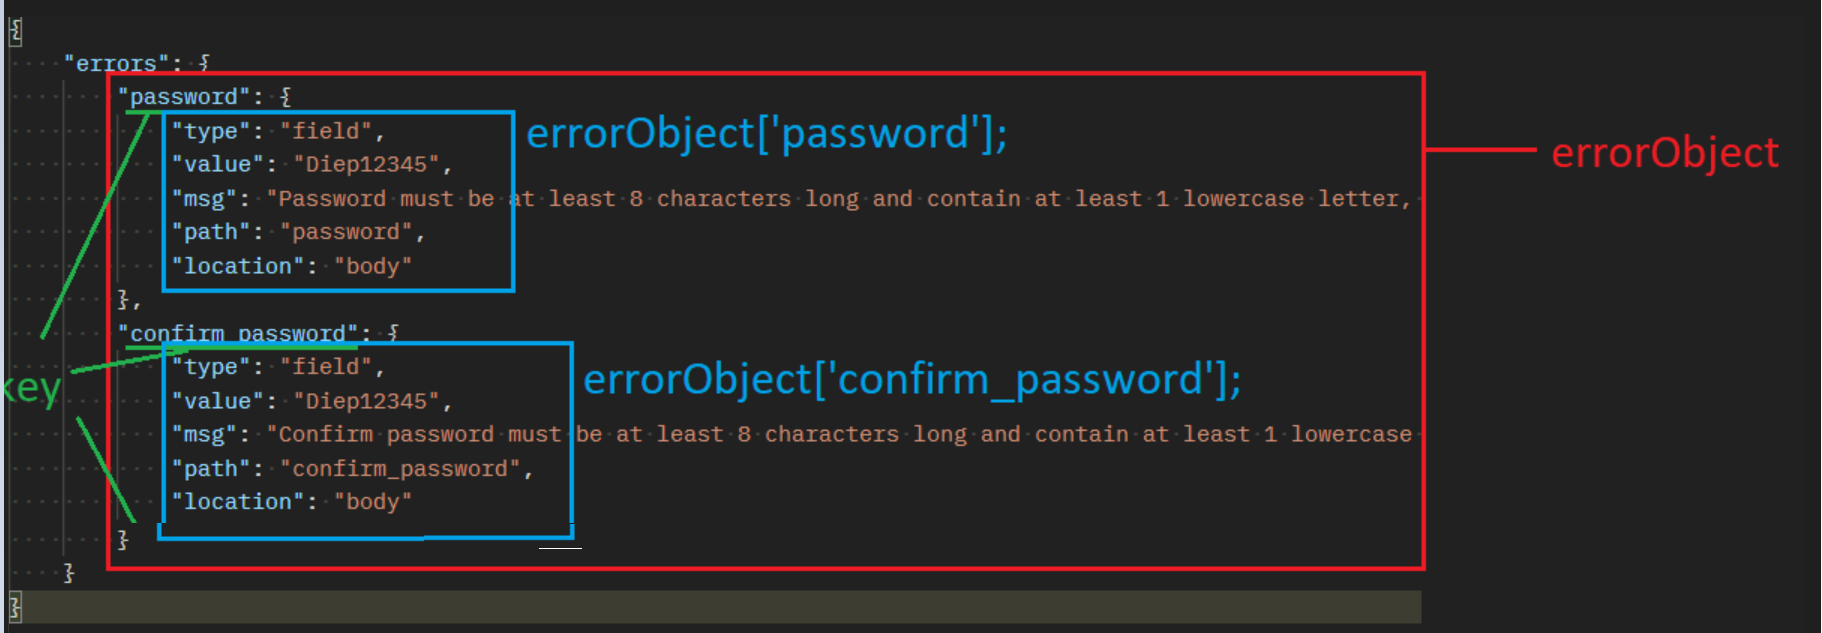 {
"errors": {
"password": {
"type": "field",
errorObject['password'];
"value": "Diep12345",
errorObject
"msg": "Password must be at least 8 characters long and contain at least 1 lowercase letter,
"path": "password",
"location": "body"
},
"confirm_password": {
"type": "field",
errorObject['confirm_password'];
key
"value": "Diep12345",
"msg": "Confirm password must be at least 8 characters long and contain at least 1 lowercase
"path": "confirm_password",
"location": "body"
}
}
}